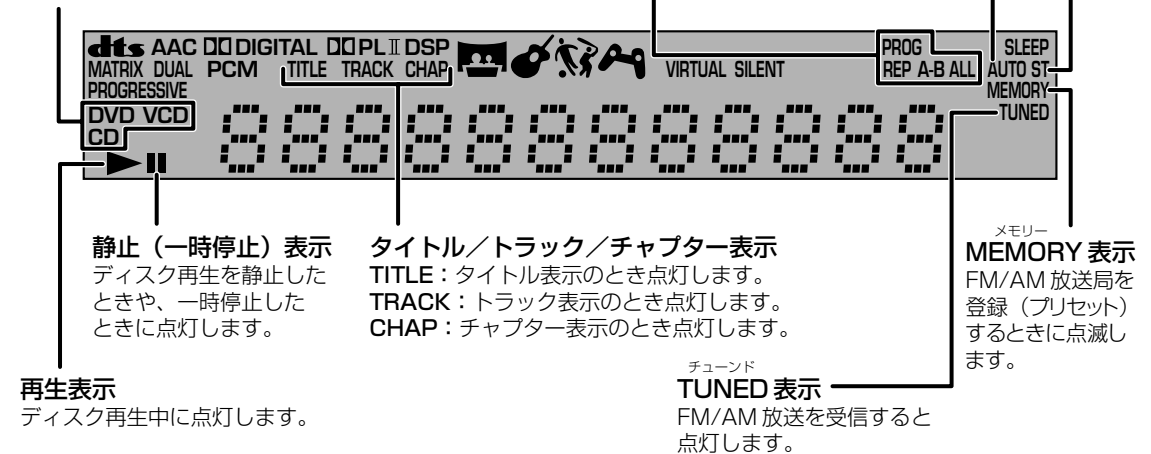 dts AAC DIGITAL PLⅡ DSP PROG SLEEP
MATRIX DUAL PCM TITLE TRACK CHAP VIRTUAL SILENT REP A-B ALL AUTO ST
PROGRESSIVE MEMORY
DVD VCD TUNED
CD
静止（一時停止）表示
ディスク再生を静止した
ときや、一時停止した
ときに点灯します。
タイトル／トラック／チャプター表示
TITLE：タイトル表示のとき点灯します。
TRACK：トラック表示のとき点灯します。
CHAP：チャプター表示のとき点灯します。
メモリー
MEMORY 表示
FM/AM 放送局を
登録（プリセット）
するときに点滅し
ます。
再生表示
ディスク再生中に点灯します。
チューンド
TUNED 表示
FM/AM 放送を受信すると
点灯します。